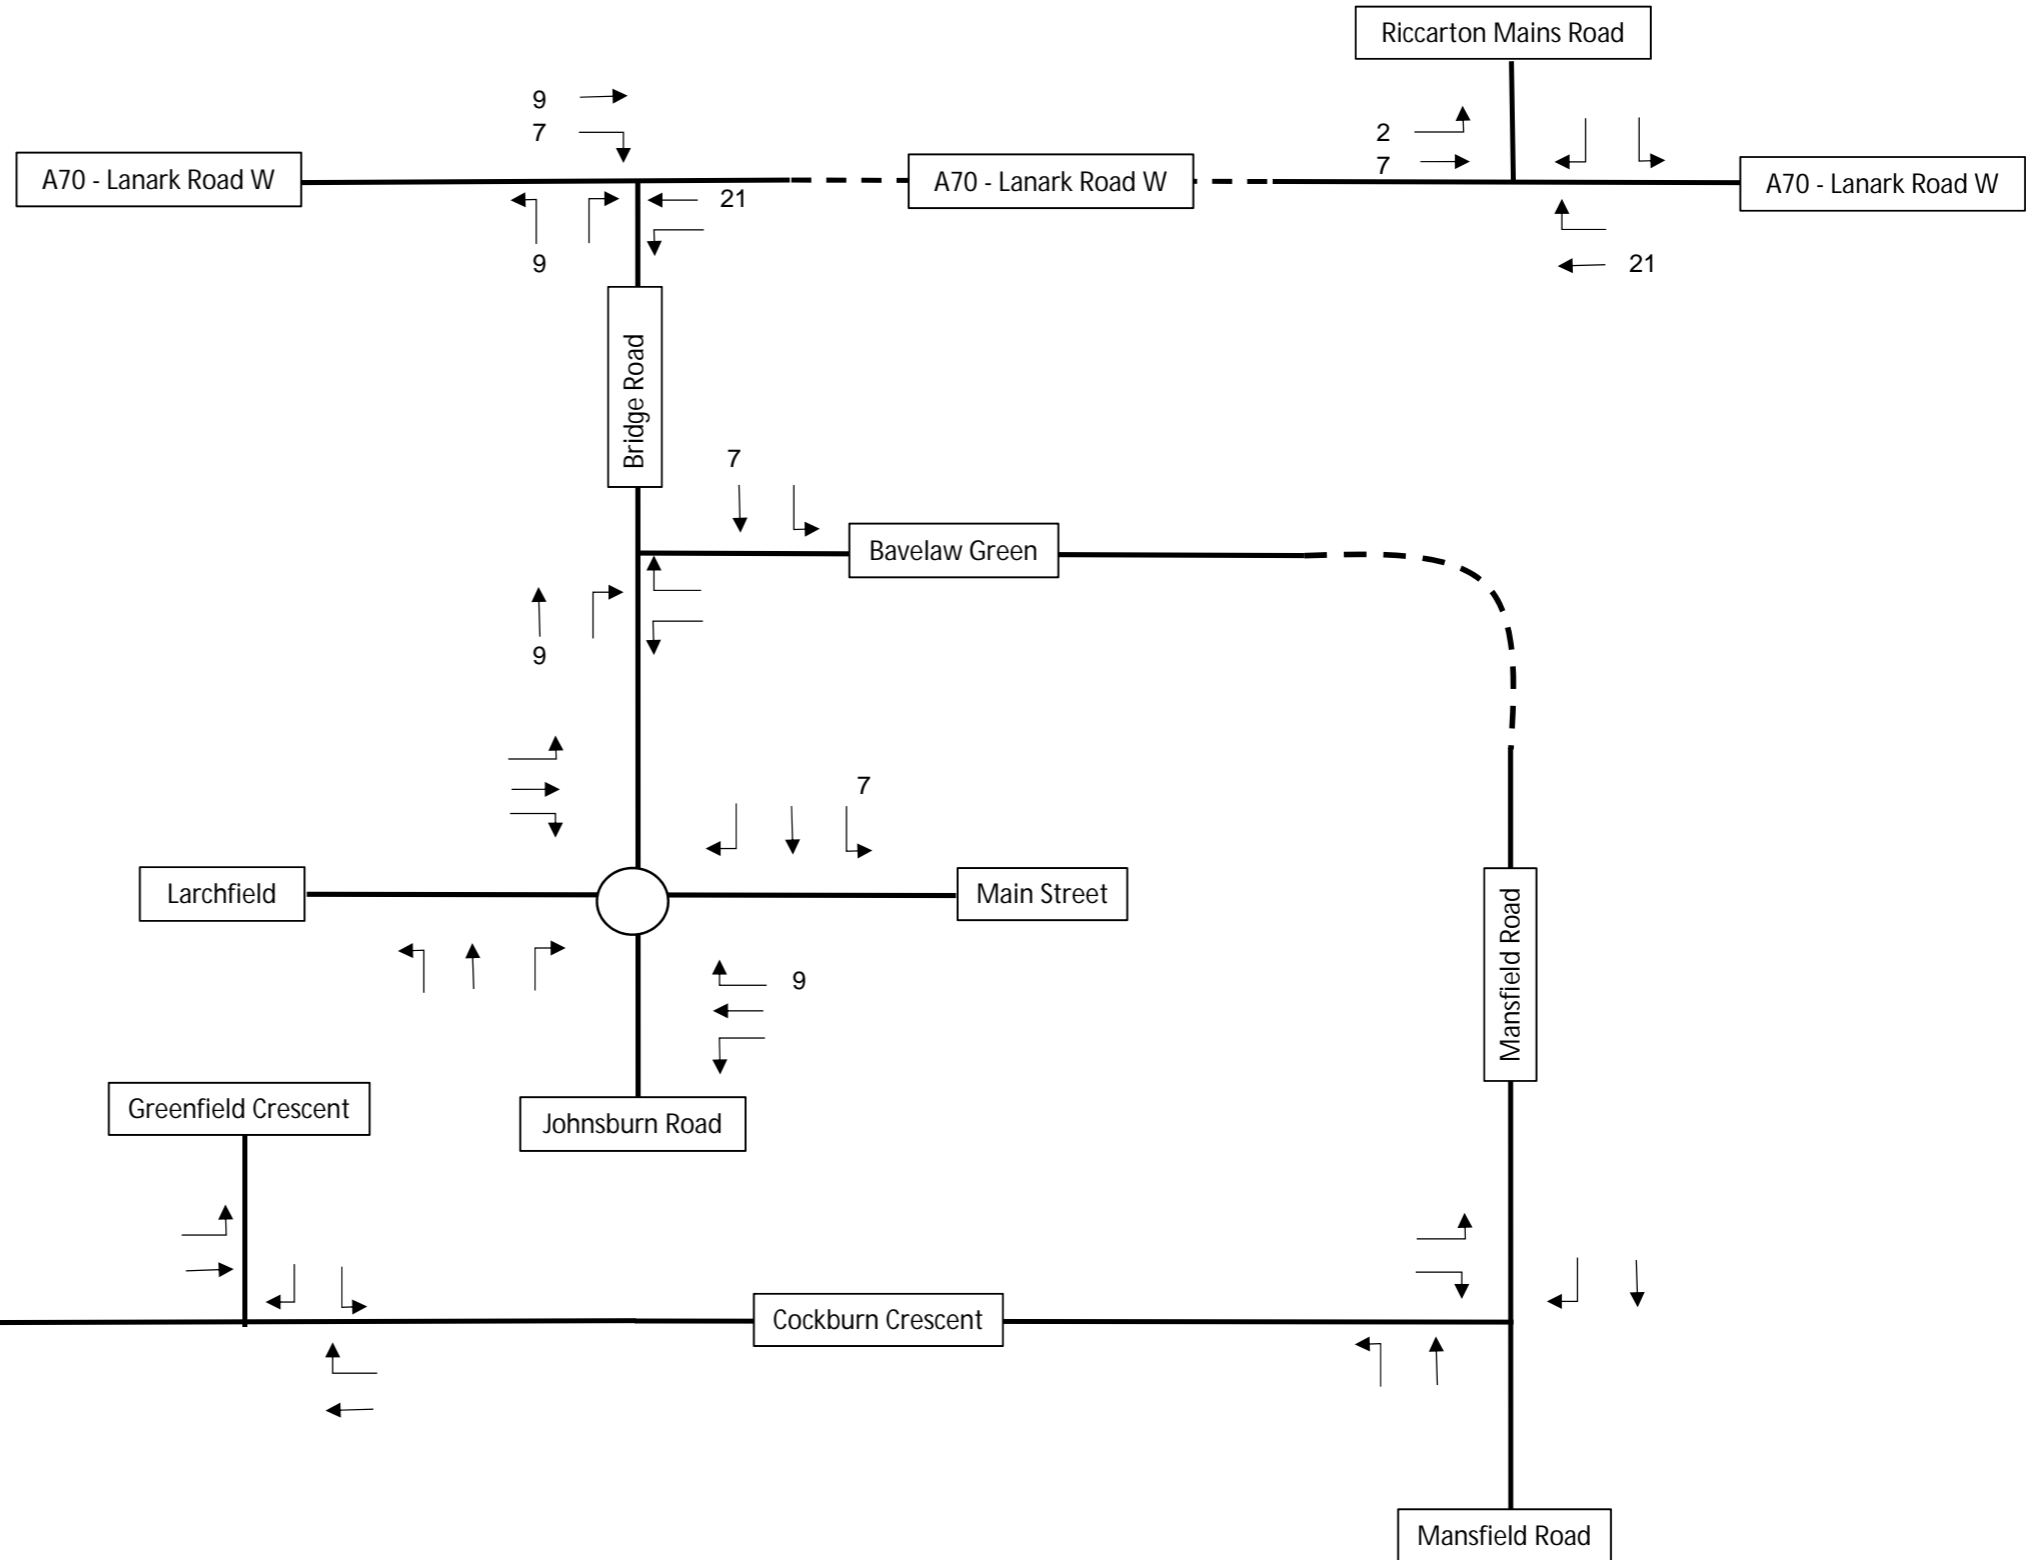 Riccarton Mains Road
9
7
2
7
A70 - Lanark Road W
A70 - Lanark Road W
A70 - Lanark Road W
21
9
21
Bridge Road
7
Bavelaw Green
9
7
Larchfield
Main Street
Mansfield Road
9
Greenfield Crescent
Johnsburn Road
Cockburn Crescent
Mansfield Road